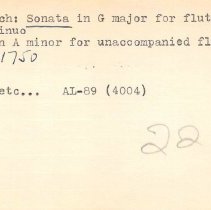 ch: Sonata in G major for flut
inuo
n A minor for unaccompanied fl
1750
etc... AL-89 (4004)
22